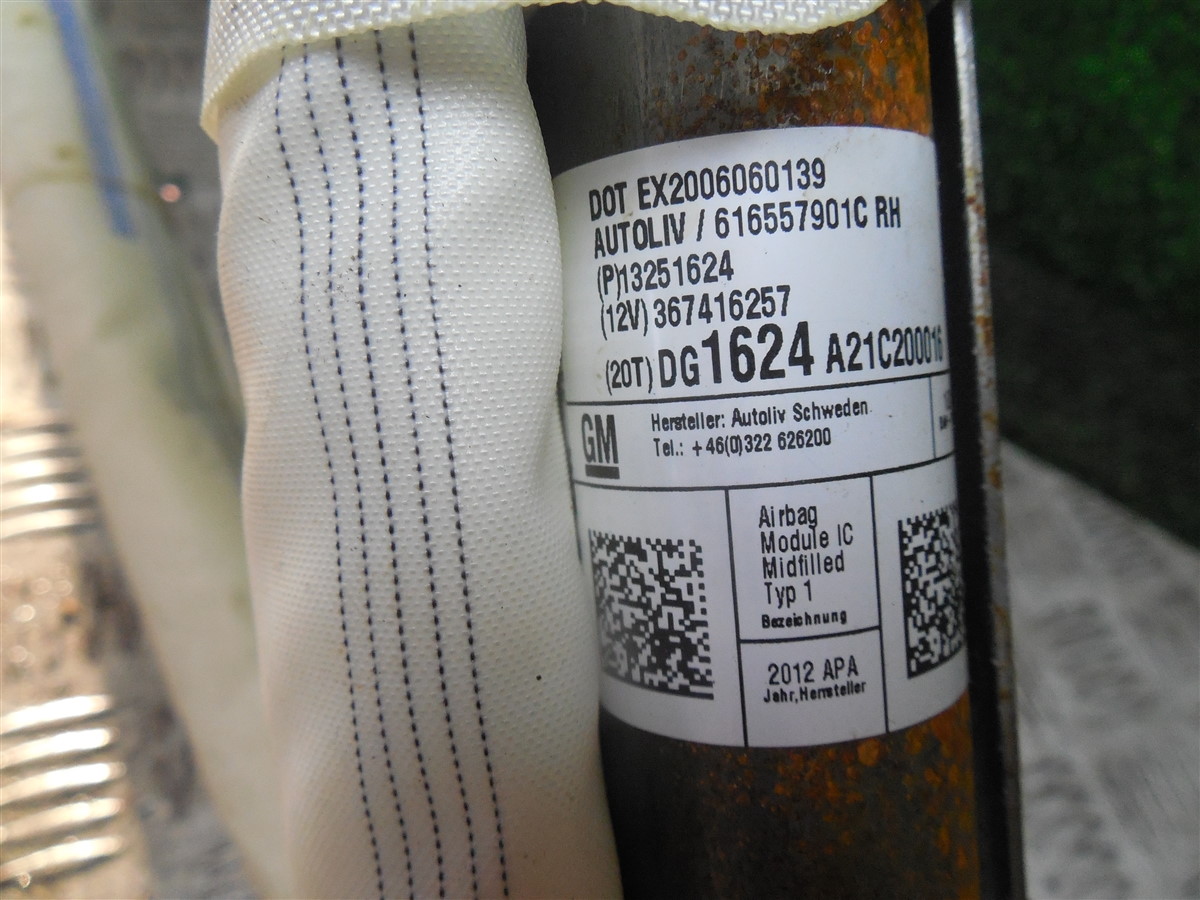 DOT EX2006060139
AUTOLIV / 616557901C RH
(P)13251624
(12V) 367416257
(20T) DG1624 A21C200016
GM
Hersteller: Autoliv Schweden
Tel.: +46(0)322 626200
Airbag
Module IC
Midfilled
Typ 1
Bezeichnung
2012 APA
Jahr, Hersteller